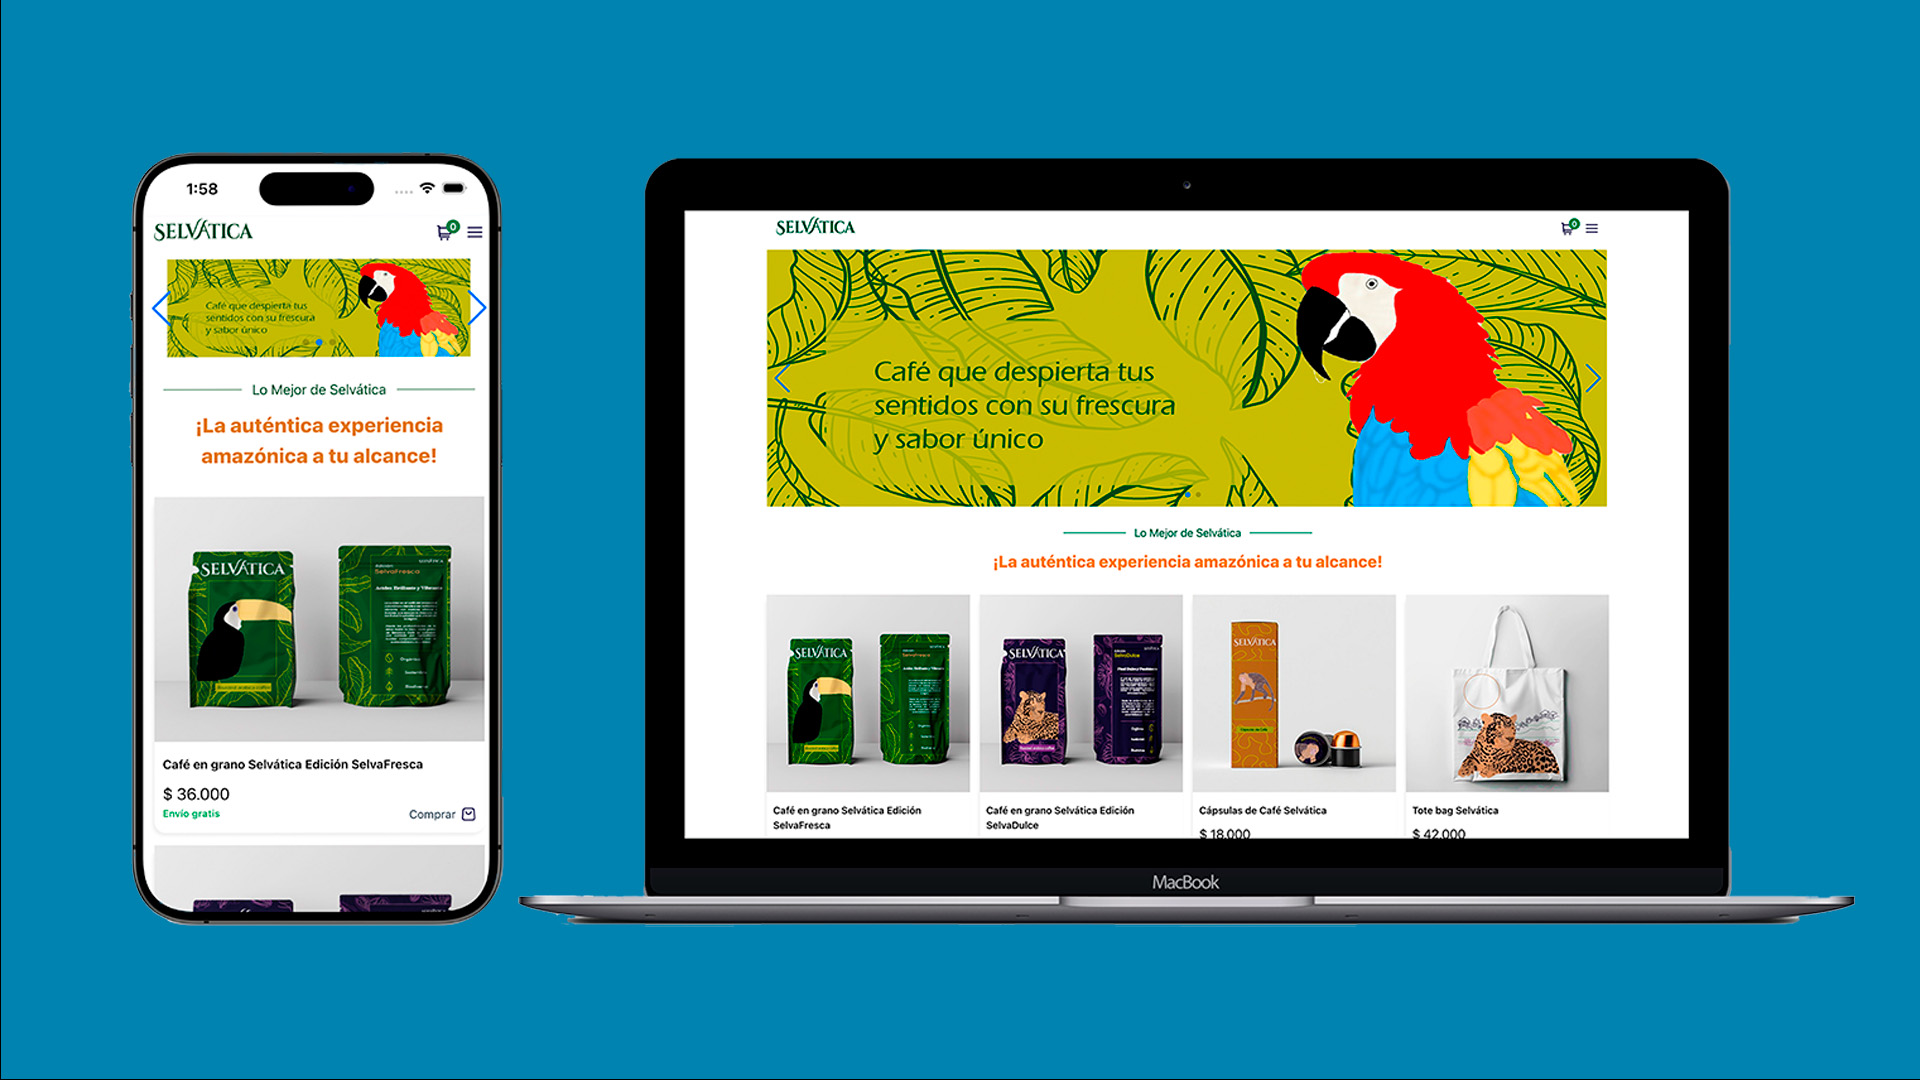 1:58
SELVÁTICA
0
Café que despierta tus
sentidos con su frescura
y sabor único
Lo Mejor de Selvática
¡La auténtica experiencia
amazónica a tu alcance!
SELVÁTICA
SelvaFresca
Café en grano Selvática Edición SelvaFresca
$ 36.000
Envío gratis
Comprar
SELVÁTICA
0
Café que despierta tus
sentidos con su frescura
y sabor único
Lo Mejor de Selvática
¡La auténtica experiencia amazónica a tu alcance!
SELVÁTICA
SelvaFresca
SELVÁTICA
SelvaDulce
SELVÁTICA
Café en grano Selvática Edición
SelvaFresca
Café en grano Selvática Edición
SelvaDulce
Cápsulas de Café Selvática
$ 18.000
Tote bag Selvática
$ 42.000
MacBook